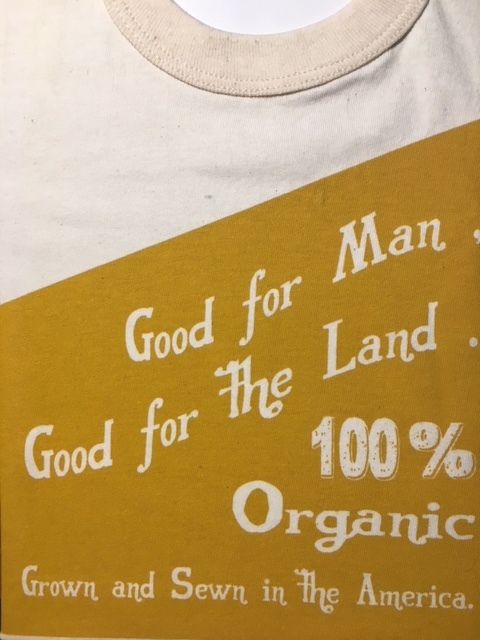 Good for Man,
Good for the Land.
100%
Organic
Grown and Sewn in the America.